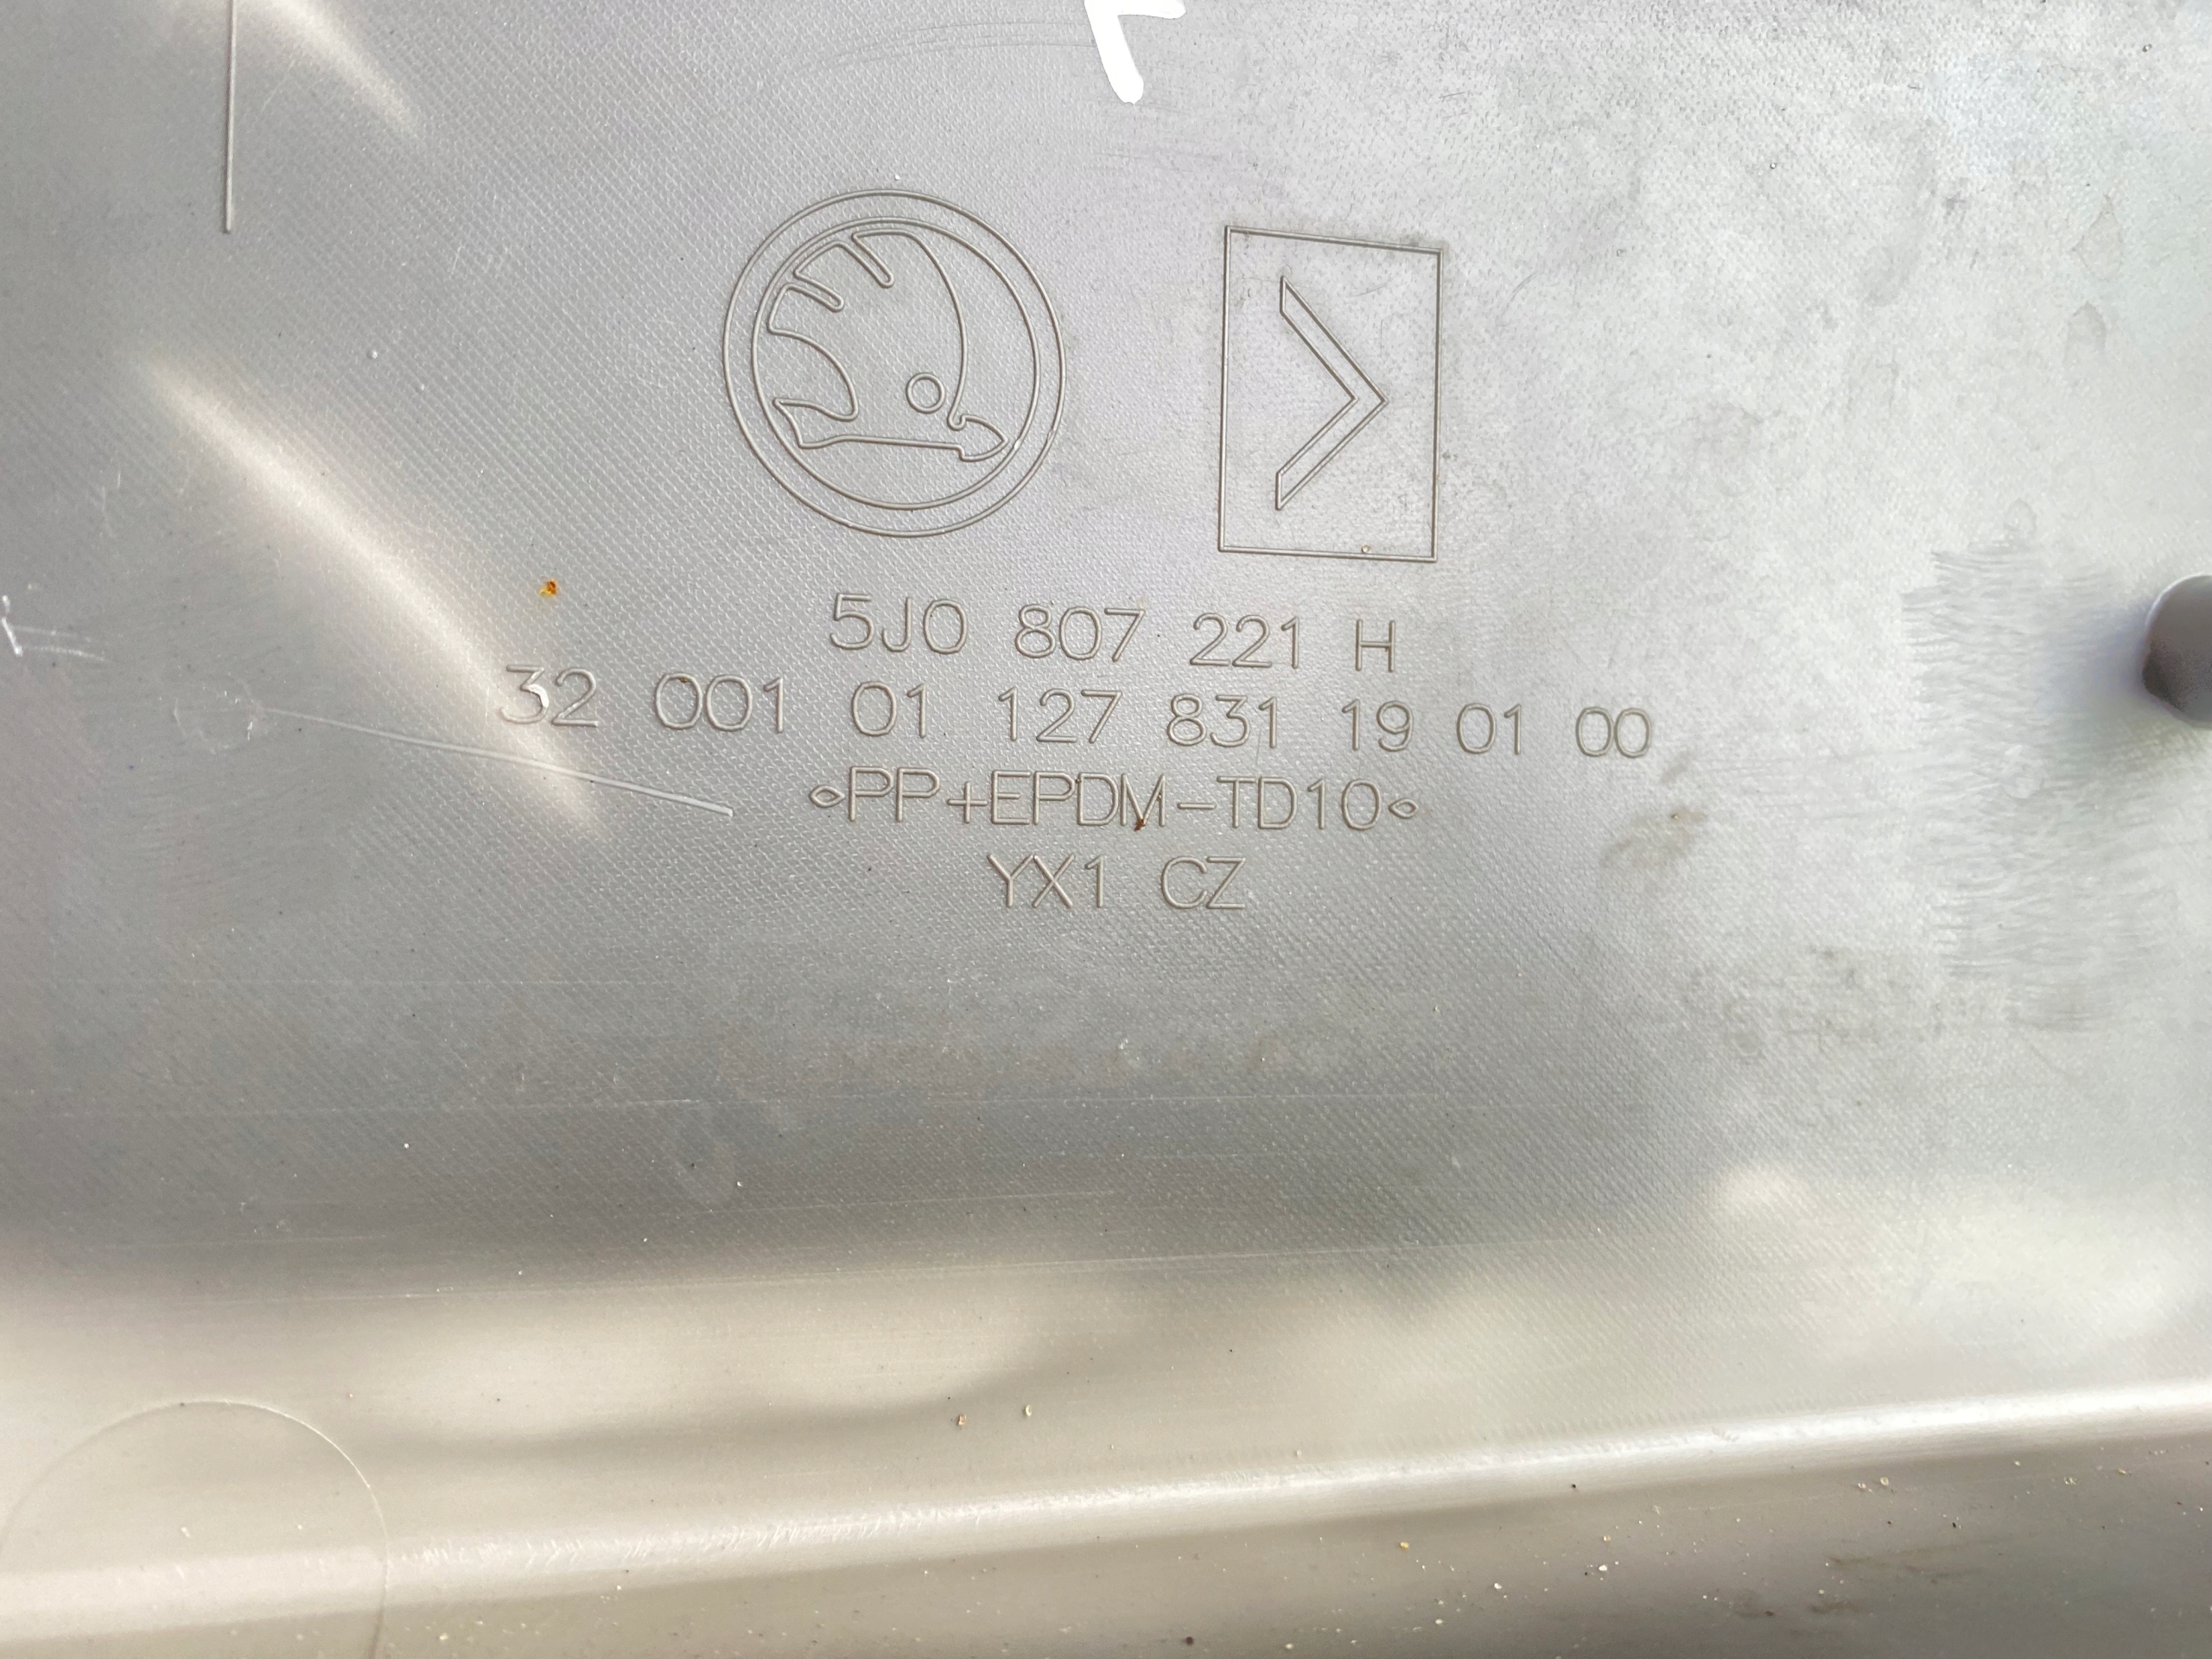 5J0 807 221 H
32 001 01 127 831 19 01 00
<PP+EPDM-TD10<
YX1 CZ